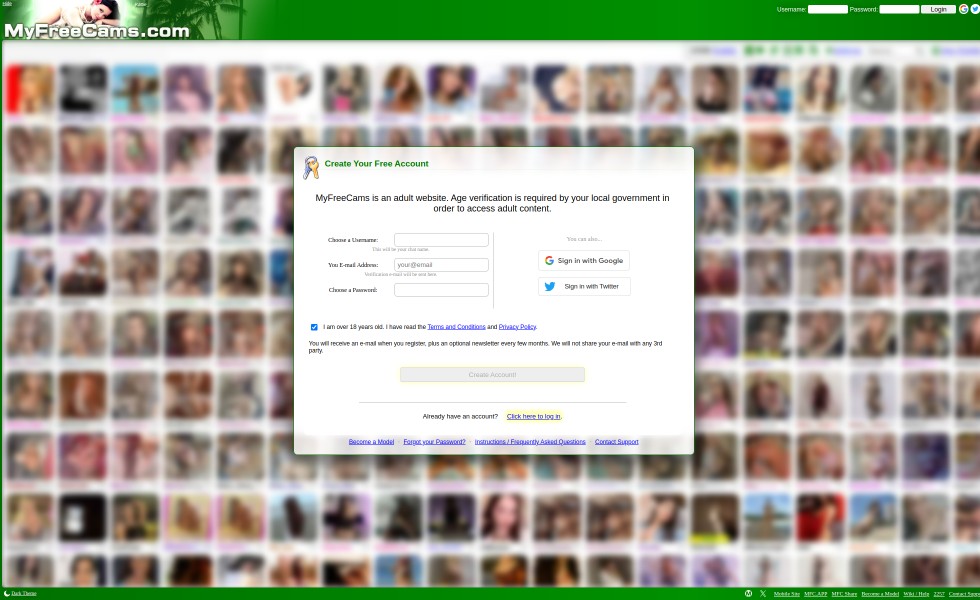 Username: Password: Login
MyFreeCams.com
Create Your Free Account
MyFreeCams is an adult website. Age verification is required by your local government in
order to access adult content.
Choose a Username:
This will be your chat name.
You E-mail Address: your@email
Verification e-mail will be sent here.
Choose a Password:
You can also...
Sign in with Google
Sign in with Twitter
I am over 18 years old. I have read the Terms and Conditions and Privacy Policy.
You will receive an e-mail when you register, plus an optional newsletter every few months. We will not share your e-mail with any 3rd
party.
Create Account!
Already have an account? Click here to log in.
Become a Model · Forgot your Password? · Instructions / Frequently Asked Questions · Contact Support
Dark Theme
Mobile Site MFC.APP MFC Share Become a Model Wiki / Help 2257 Contact